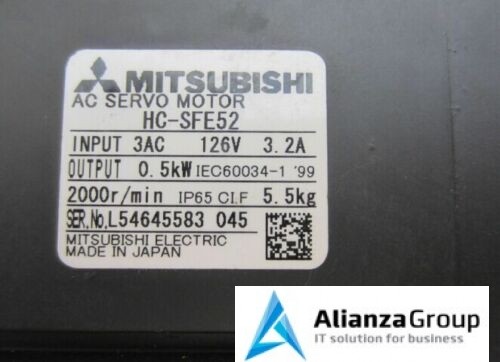 MITSUBISHI
AC SERVO MOTOR
HC-SFE52
INPUT 3AC 126V 3.2A
OUTPUT 0.5kW IEC60034-1 '99
2000r/min IP65 CI.F 5.5kg
SER.No.L54645583 045
MITSUBISHI ELECTRIC
MADE IN JAPAN
AlianzaGroup
IT solution for business